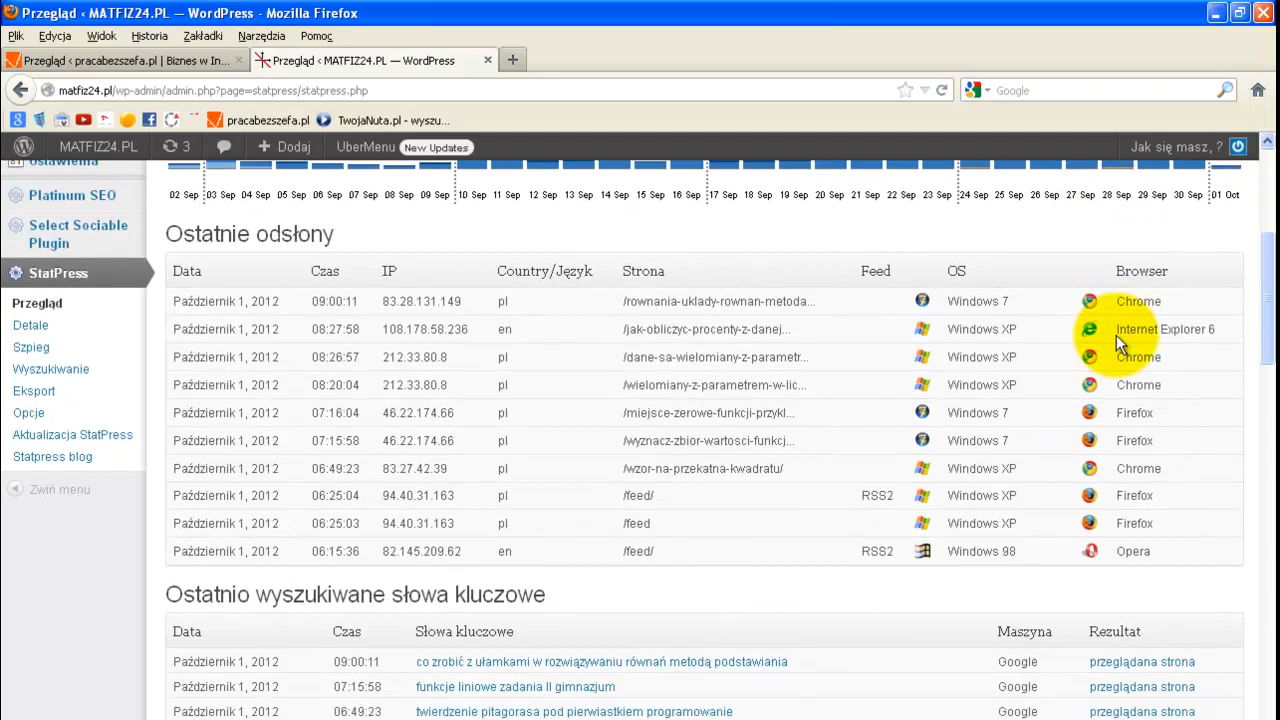 Przegląd ‹ MATFIZ24.PL — WordPress - Mozilla Firefox
Plik Edycja Widok Historia Zakładki Narzędzia Pomoc
Przegląd ‹ pracabezszefa.pl | Biznes w In... Przegląd ‹ MATFIZ24.PL — WordPress
matfiz24.pl/wp-admin/admin.php?page=statpress/statpress.php Google
pracabezszefa.pl TwojaNuta.pl - wyszu...
MATFIZ24.PL 3 Dodaj UberMenu New Updates Jak się masz, ?
Ustawienia
Platinum SEO
Select Sociable
Plugin
StatPress
Przegląd
Detale
Szpieg
Wyszukiwanie
Eksport
Opcje
Aktualizacja StatPress
Statpress blog
Zwiń menu
02 Sep 03 Sep 04 Sep 05 Sep 06 Sep 07 Sep 08 Sep 09 Sep 10 Sep 11 Sep 12 Sep 13 Sep 14 Sep 15 Sep 16 Sep 17 Sep 18 Sep 19 Sep 20 Sep 21 Sep 22 Sep 23 Sep 24 Sep 25 Sep 26 Sep 27 Sep 28 Sep 29 Sep 30 Sep 01 Oct
Ostatnie odsłony
Data Czas IP Country/Język Strona Feed OS Browser
Październik 1, 2012 09:00:11 83.28.131.149 pl /rownania-uklady-rownan-metoda... Windows 7 Chrome
Październik 1, 2012 08:27:58 108.178.58.236 en /jak-obliczyc-procenty-z-danej... Windows XP Internet Explorer 6
Październik 1, 2012 08:26:57 212.33.80.8 pl /dane-sa-wielomiany-z-parametr... Windows XP Chrome
Październik 1, 2012 08:20:04 212.33.80.8 pl /wielomiany-z-parametrem-w-lic... Windows XP Chrome
Październik 1, 2012 07:16:04 46.22.174.66 pl /miejsce-zerowe-funkcji-przykl... Windows 7 Firefox
Październik 1, 2012 07:15:58 46.22.174.66 pl /wyznacz-zbior-wartosci-funkcj... Windows 7 Firefox
Październik 1, 2012 06:49:23 83.27.42.39 pl /wzor-na-przekatna-kwadratu/ Windows XP Chrome
Październik 1, 2012 06:25:04 94.40.31.163 pl /feed/ RSS2 Windows XP Firefox
Październik 1, 2012 06:25:03 94.40.31.163 pl /feed Windows XP Firefox
Październik 1, 2012 06:15:36 82.145.209.62 en /feed/ RSS2 Windows 98 Opera
Ostatnio wyszukiwane słowa kluczowe
Data Czas Słowa kluczowe Maszyna Rezultat
Październik 1, 2012 09:00:11 co zrobić z ułamkami w rozwiązywaniu równań metodą podstawiania Google przeglądana strona
Październik 1, 2012 07:15:58 funkcje liniowe zadania II gimnazjum Google przeglądana strona
Październik 1, 2012 06:49:23 twierdzenie pitagorasa pod pierwiastkiem programowanie Google przeglądana strona